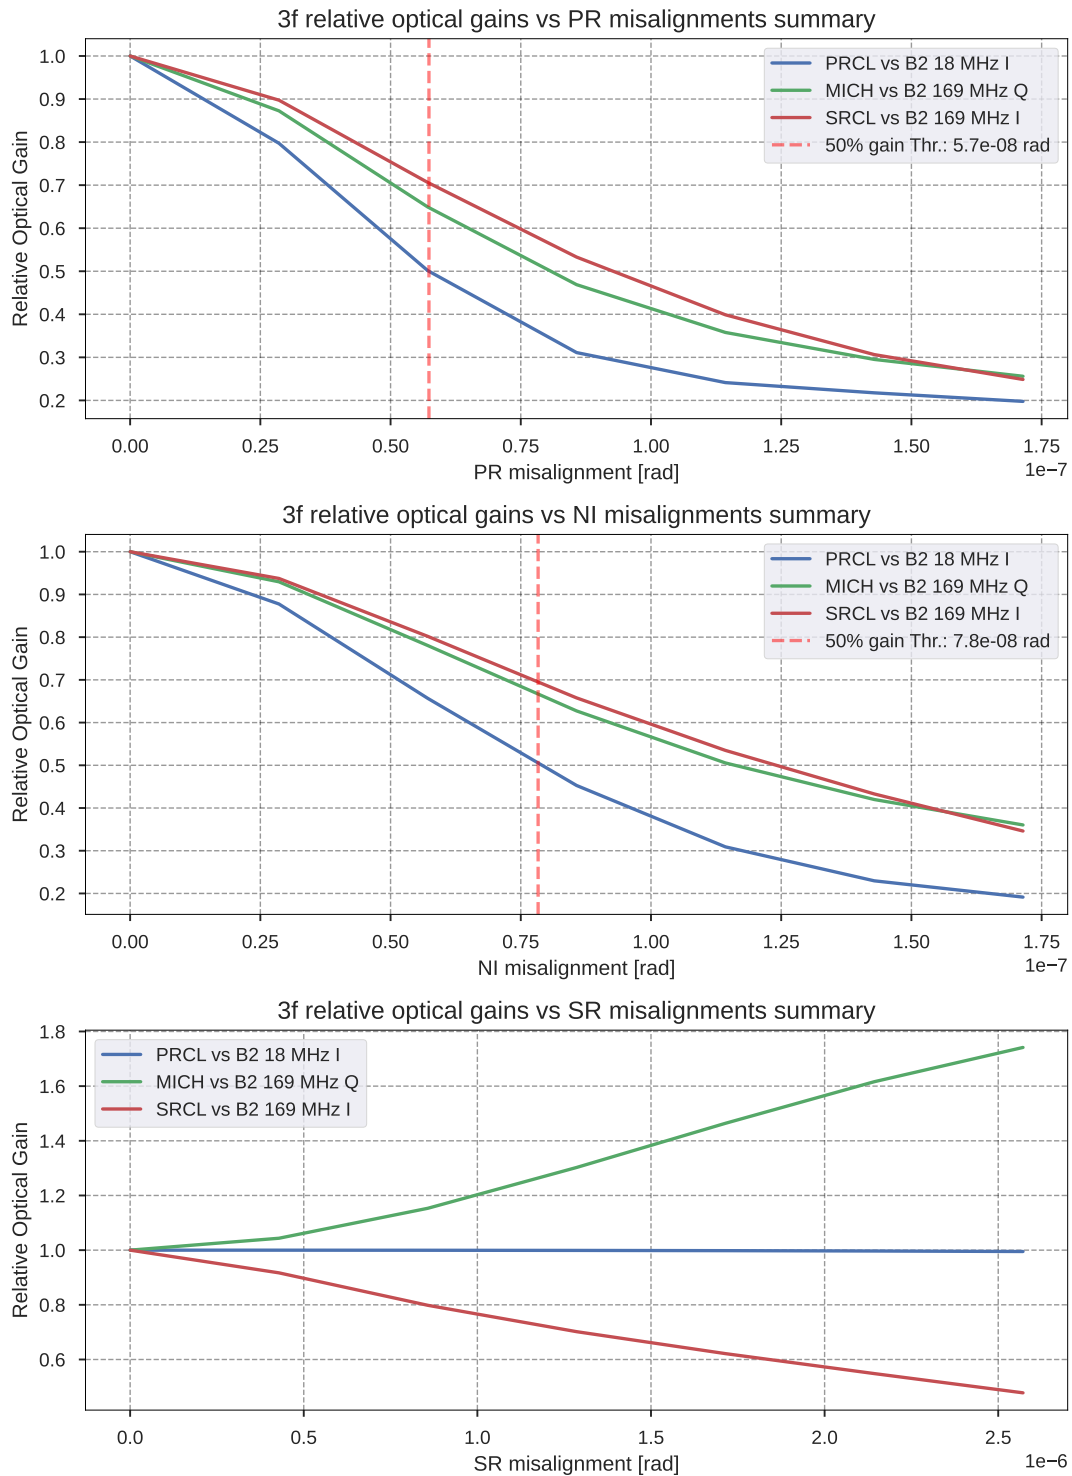 3f relative optical gains vs PR misalignments summary
Relative Optical Gain
1.0
0.9
0.8
0.7
0.6
0.5
0.4
0.3
0.2
PRCL vs B2 18 MHz I
MICH vs B2 169 MHz Q
SRCL vs B2 169 MHz I
50% gain Thr.: 5.7e-08 rad
0.00 0.25 0.50 0.75 1.00 1.25 1.50 1.75
1e−7
PR misalignment [rad]
3f relative optical gains vs NI misalignments summary
Relative Optical Gain
1.0
0.9
0.8
0.7
0.6
0.5
0.4
0.3
0.2
PRCL vs B2 18 MHz I
MICH vs B2 169 MHz Q
SRCL vs B2 169 MHz I
50% gain Thr.: 7.8e-08 rad
0.00 0.25 0.50 0.75 1.00 1.25 1.50 1.75
1e−7
NI misalignment [rad]
3f relative optical gains vs SR misalignments summary
Relative Optical Gain
1.8
1.6
1.4
1.2
1.0
0.8
0.6
PRCL vs B2 18 MHz I
MICH vs B2 169 MHz Q
SRCL vs B2 169 MHz I
0.0 0.5 1.0 1.5 2.0 2.5
1e−6
SR misalignment [rad]